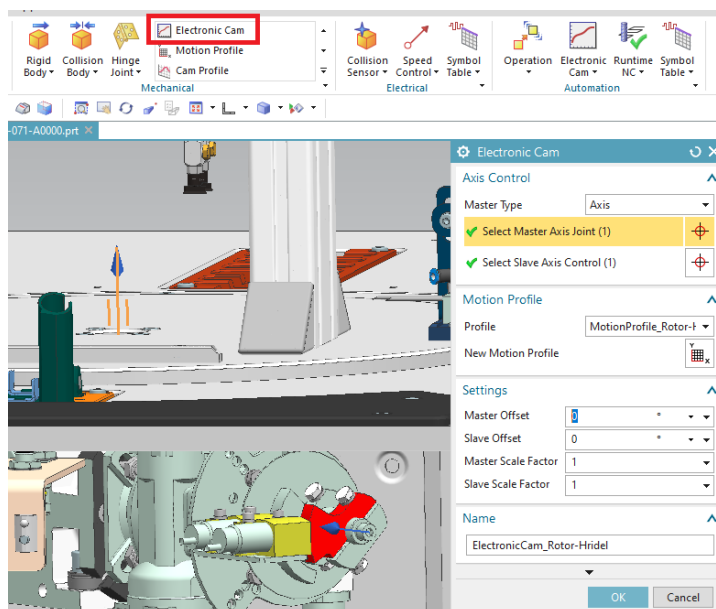 Electronic Cam
Motion Profile
Cam Profile
Rigid Body
Collision Body
Hinge Joint
Mechanical
Collision Sensor
Speed Control
Symbol Table
Electrical
Operation
Electronic Cam
Runtime NC
Symbol Table
Automation
-071-A0000.prt
Electronic Cam
Axis Control
Master Type Axis
Select Master Axis Joint (1)
Select Slave Axis Control (1)
Motion Profile
Profile MotionProfile_Rotor-H
New Motion Profile
Settings
Master Offset 0 °
Slave Offset 0 °
Master Scale Factor 1
Slave Scale Factor 1
Name
ElectronicCam_Rotor-Hridel
OK Cancel